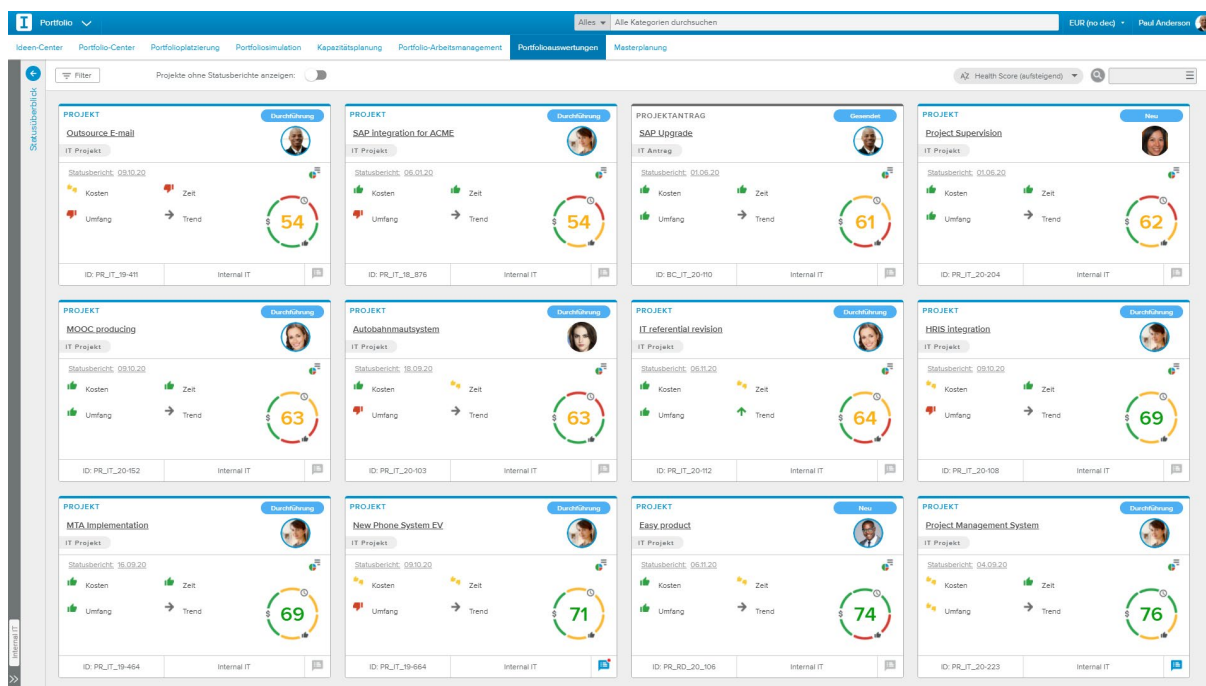 I Portfolio Alles Alle Kategorien durchsuchen EUR (no dec) Paul Anderson
Ideen-Center Portfolio-Center Portfolioplatzierung Portfoliosimulation Kapazitätsplanung Portfolio-Arbeitsmanagement Portfolioauswertungen Masterplanung
Filter Projekte ohne Statusberichte anzeigen: AZ Health Score (aufsteigend)
Statusüberblick
PROJEKT Durchführung
Outsource E-mail
IT Projekt
Statusbericht: 09.10.20
Kosten Zeit
Umfang Trend
$ 54
ID: PR_IT_19-411 Internal IT
PROJEKT Durchführung
SAP integration for ACME
IT Projekt
Statusbericht: 06.01.20
Kosten Zeit
Umfang Trend
$ 54
ID: PR_IT_18_876 Internal IT
PROJEKTANTRAG Gesendet
SAP Upgrade
IT Antrag
Statusbericht: 01.06.20
Kosten Zeit
Umfang Trend
$ 61
ID: BC_IT_20-110 Internal IT
PROJEKT Neu
Project Supervision
IT Projekt
Statusbericht: 01.06.20
Kosten Zeit
Umfang Trend
$ 62
ID: PR_IT_20-204 Internal IT
PROJEKT Durchführung
MOOC producing
IT Projekt
Statusbericht: 09.10.20
Kosten Zeit
Umfang Trend
$ 63
ID: PR_IT_20-152 Internal IT
PROJEKT Durchführung
Autobahnmautsystem
IT Projekt
Statusbericht: 18.09.20
Kosten Zeit
Umfang Trend
$ 63
ID: PR_IT_20-103 Internal IT
PROJEKT Durchführung
IT referential revision
IT Projekt
Statusbericht: 06.11.20
Kosten Zeit
Umfang Trend
$ 64
ID: PR_IT_20-112 Internal IT
PROJEKT Durchführung
HRIS integration
IT Projekt
Statusbericht: 09.10.20
Kosten Zeit
Umfang Trend
$ 69
ID: PR_IT_20-108 Internal IT
PROJEKT Durchführung
MTA Implementation
IT Projekt
Statusbericht: 16.09.20
Kosten Zeit
Umfang Trend
$ 69
ID: PR_IT_19-464 Internal IT
PROJEKT Durchführung
New Phone System EV
IT Projekt
Statusbericht: 09.10.20
Kosten Zeit
Umfang Trend
$ 71
ID: PR_IT_19-664 Internal IT
PROJEKT Neu
Easy product
IT Projekt
Statusbericht: 06.11.20
Kosten Zeit
Umfang Trend
$ 74
ID: PR_RD_20_106 Internal IT
PROJEKT Durchführung
Project Management System
IT Projekt
Statusbericht: 04.09.20
Kosten Zeit
Umfang Trend
$ 76
ID: PR_IT_20-223 Internal IT
Internal IT